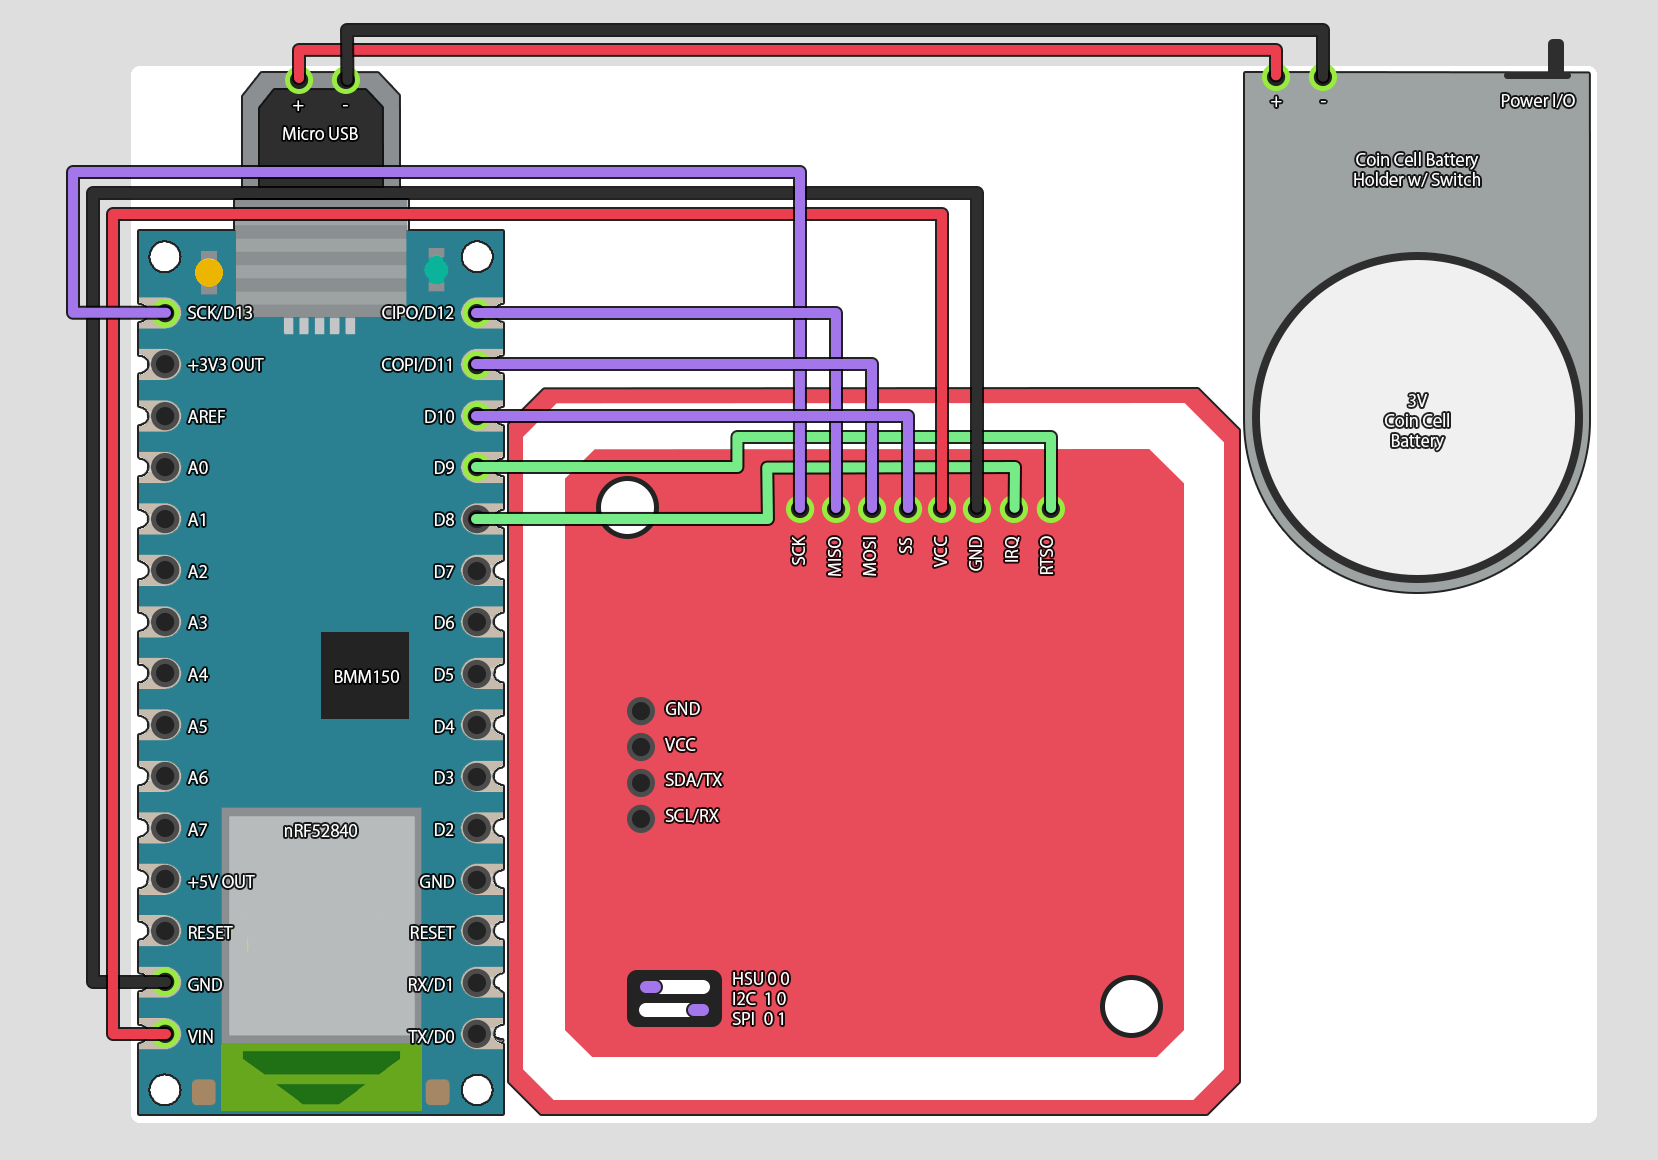 + -
Micro USB
+ -
Power I/O
Coin Cell Battery
Holder w/ Switch
3V
Coin Cell
Battery
SCK/D13
+3V3 OUT
AREF
A0
A1
A2
A3
A4
A5
A6
A7
+5V OUT
RESET
GND
VIN
CIPO/D12
COPI/D11
D10
D9
D8
D7
D6
D5
D4
D3
D2
GND
RESET
RX/D1
TX/D0
BMM150
nRF52840
SCK
MISO
MOSI
SS
VCC
GND
IRQ
RTSO
GND
VCC
SDA/TX
SCL/RX
HSU 0 0
I2C 1 0
SPI 0 1